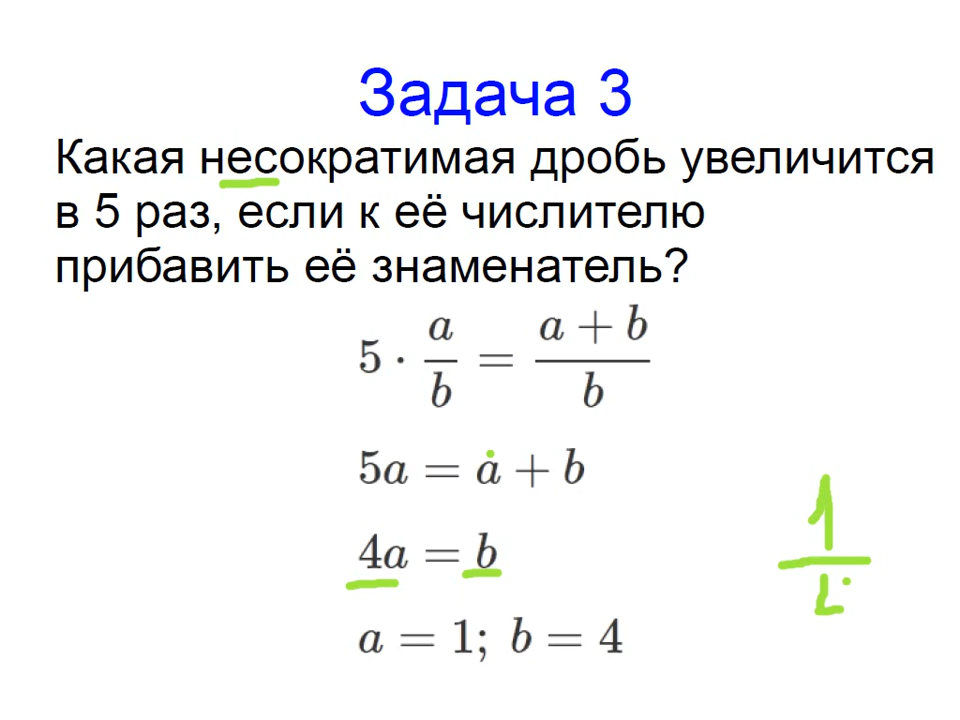 Задача 3
Какая несократимая дробь увеличится
в 5 раз, если к её числителю
прибавить её знаменатель?
5 · a/b = (a + b)/b
5a = a + b
4a = b
a = 1; b = 4
1